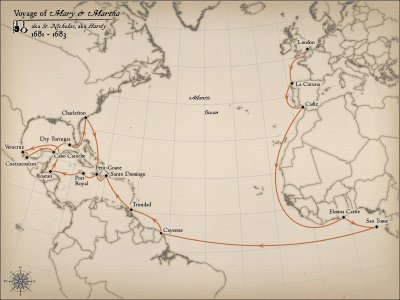 Voyage of Mary & Martha
aka St. Nicholas, aka Hardy
1681 - 1683
London
La Coruna
Cadiz
Atlantic
Ocean
Charleston
Dry Tortugas
Veracruz
Cabo Catoche
Coatzacoalcos
Petit-Goave
Roatan
Port
Royal
Santo Domingo
Trinidad
Elmina Castle
Sao Tome
Cayenne